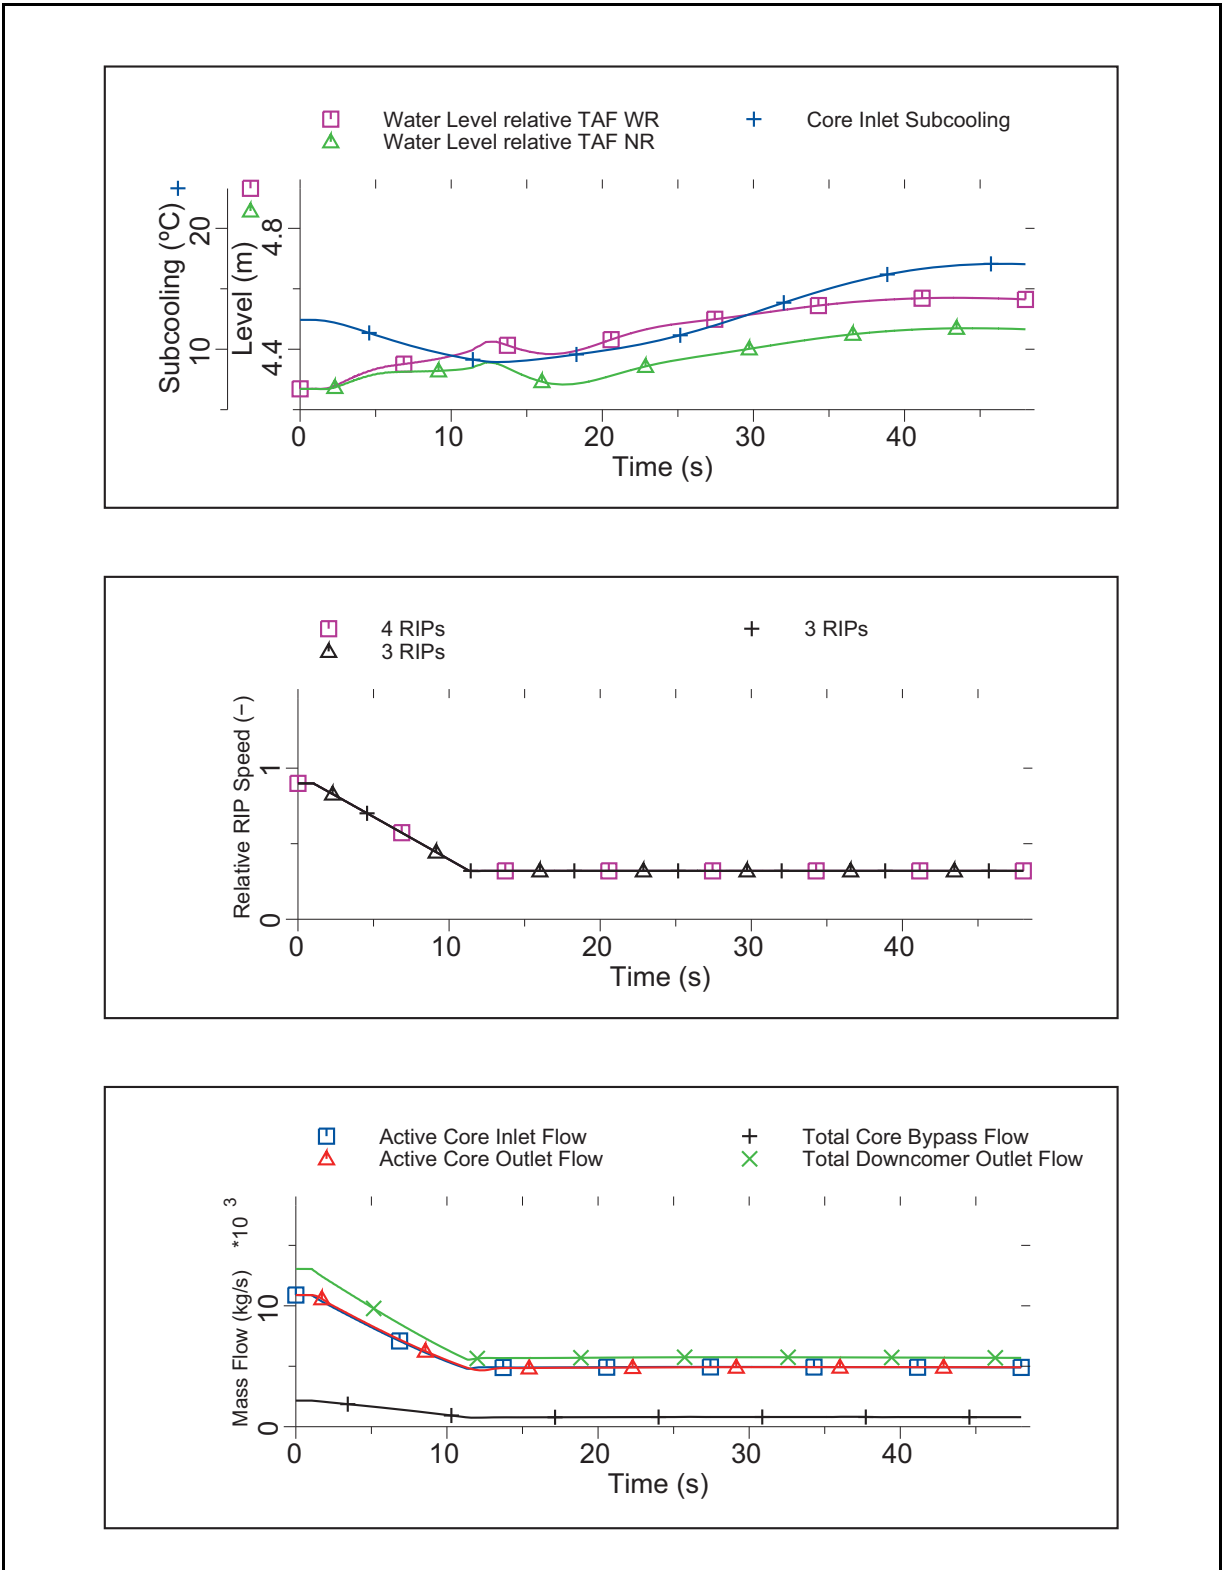 Water Level relative TAF WR
Core Inlet Subcooling
Water Level relative TAF NR
Subcooling (ºC)
10
20
Level (m)
4.4
4.8
0
10
20
30
40
Time (s)
4 RIPs
3 RIPs
3 RIPs
Relative RIP Speed (−)
0
1
0
10
20
30
40
Time (s)
Active Core Inlet Flow
Total Core Bypass Flow
Active Core Outlet Flow
Total Downcomer Outlet Flow
Mass Flow (kg/s) *10 3
0
10
0
10
20
30
40
Time (s)